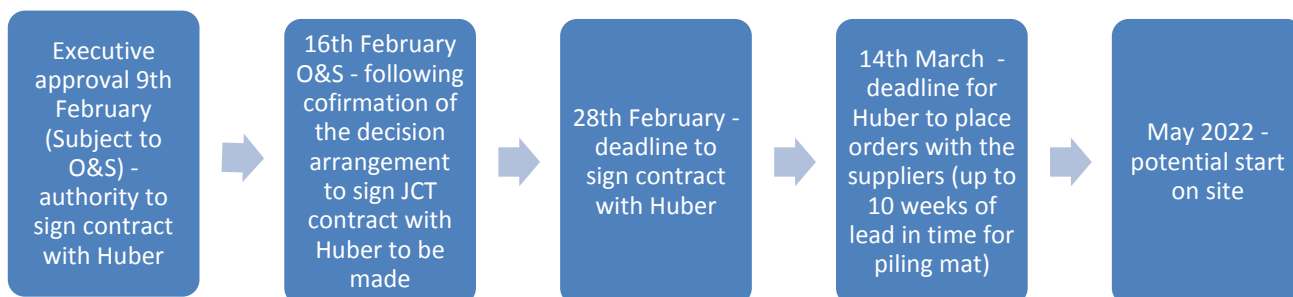 Executive
approval 9th
February
(Subject to
O&S) -
authority to
sign contract
with Huber
16th February
O&S - following
cofirmation of
the decision
arrangement
to sign JCT
contract with
Huber to be
made
28th February -
deadline to
sign contract
with Huber
14th March -
deadline for
Huber to place
orders with the
suppliers (up to
10 weeks of
lead in time for
piling mat)
May 2022 -
potential start
on site